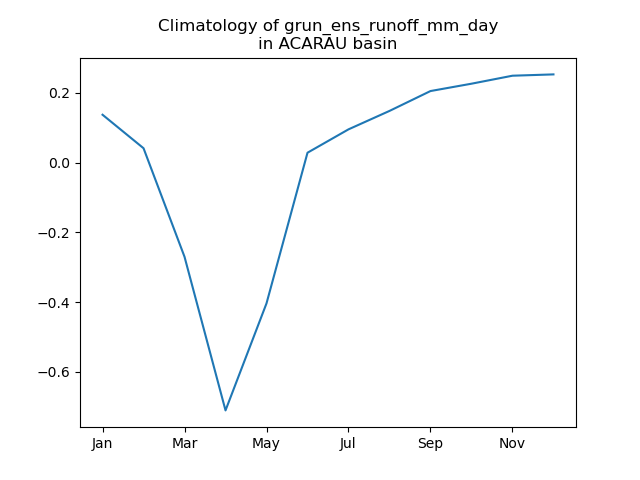 Climatology of grun_ens_runoff_mm_day
in ACARAU basin
0.2
0.0
−0.2
−0.4
−0.6
Jan Mar May Jul Sep Nov